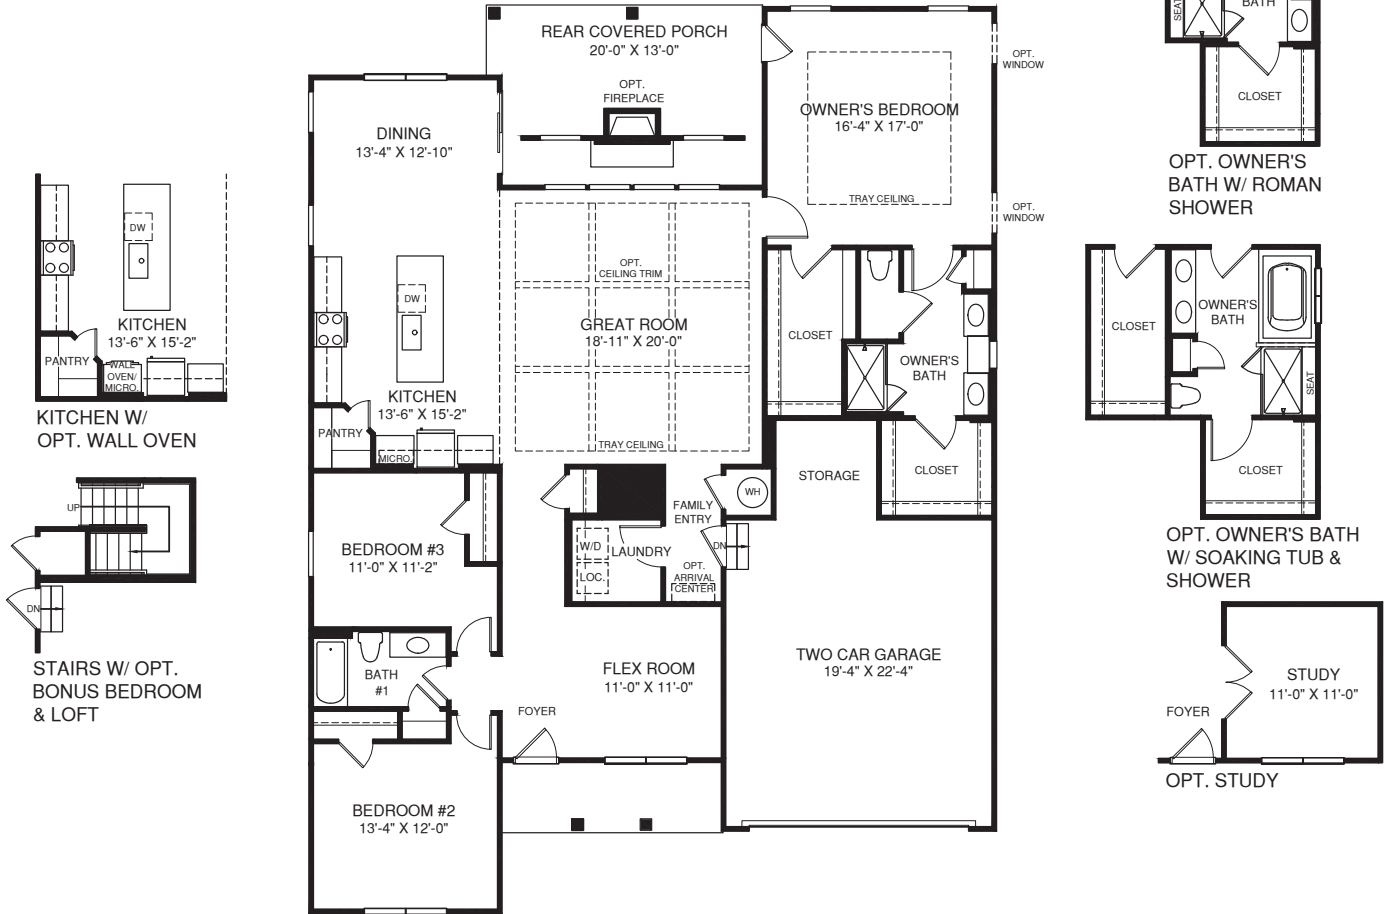 REAR COVERED PORCH
20'-0" X 13'-0"
OPT.
FIREPLACE
DINING
13'-4" X 12'-10"
OWNER'S BEDROOM
16'-4" X 17'-0"
TRAY CEILING
OPT.
WINDOW
OPT.
WINDOW
OPT.
CEILING TRIM
GREAT ROOM
18'-11" X 20'-0"
TRAY CEILING
DW
KITCHEN
13'-6" X 15'-2"
PANTRY
MICRO.
CLOSET
OWNER'S
BATH
CLOSET
STORAGE
WH
FAMILY
ENTRY
DN
W/D
LOC.
LAUNDRY
OPT.
ARRIVAL
CENTER
BEDROOM #3
11'-0" X 11'-2"
BATH
#1
FLEX ROOM
11'-0" X 11'-0"
FOYER
TWO CAR GARAGE
19'-4" X 22'-4"
BEDROOM #2
13'-4" X 12'-0"
DW
KITCHEN
13'-6" X 15'-2"
PANTRY
WALL
OVEN/
MICRO.
KITCHEN W/
OPT. WALL OVEN
UP
DN
STAIRS W/ OPT.
BONUS BEDROOM
& LOFT
SEAT
BATH
CLOSET
OPT. OWNER'S
BATH W/ ROMAN
SHOWER
CLOSET
OWNER'S
BATH
SEAT
CLOSET
OPT. OWNER'S BATH
W/ SOAKING TUB &
SHOWER
STUDY
11'-0" X 11'-0"
FOYER
OPT. STUDY